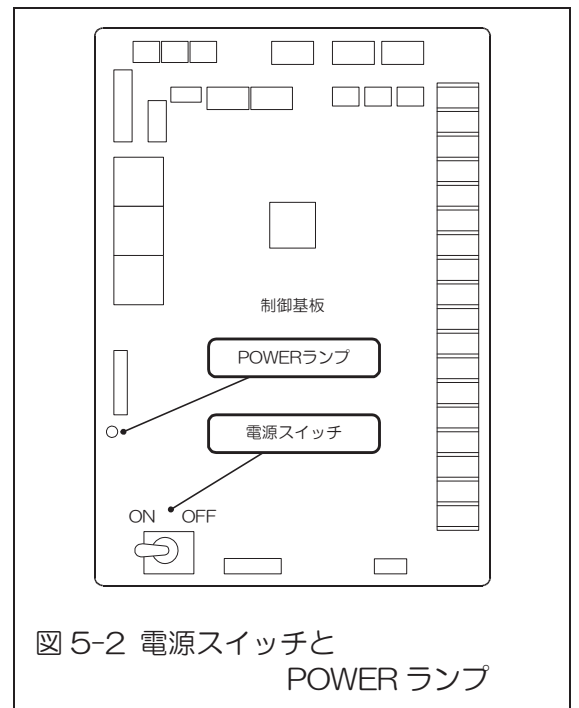 制御基板
POWERランプ
電源スイッチ
ON OFF
図 5-2 電源スイッチと
POWER ランプ